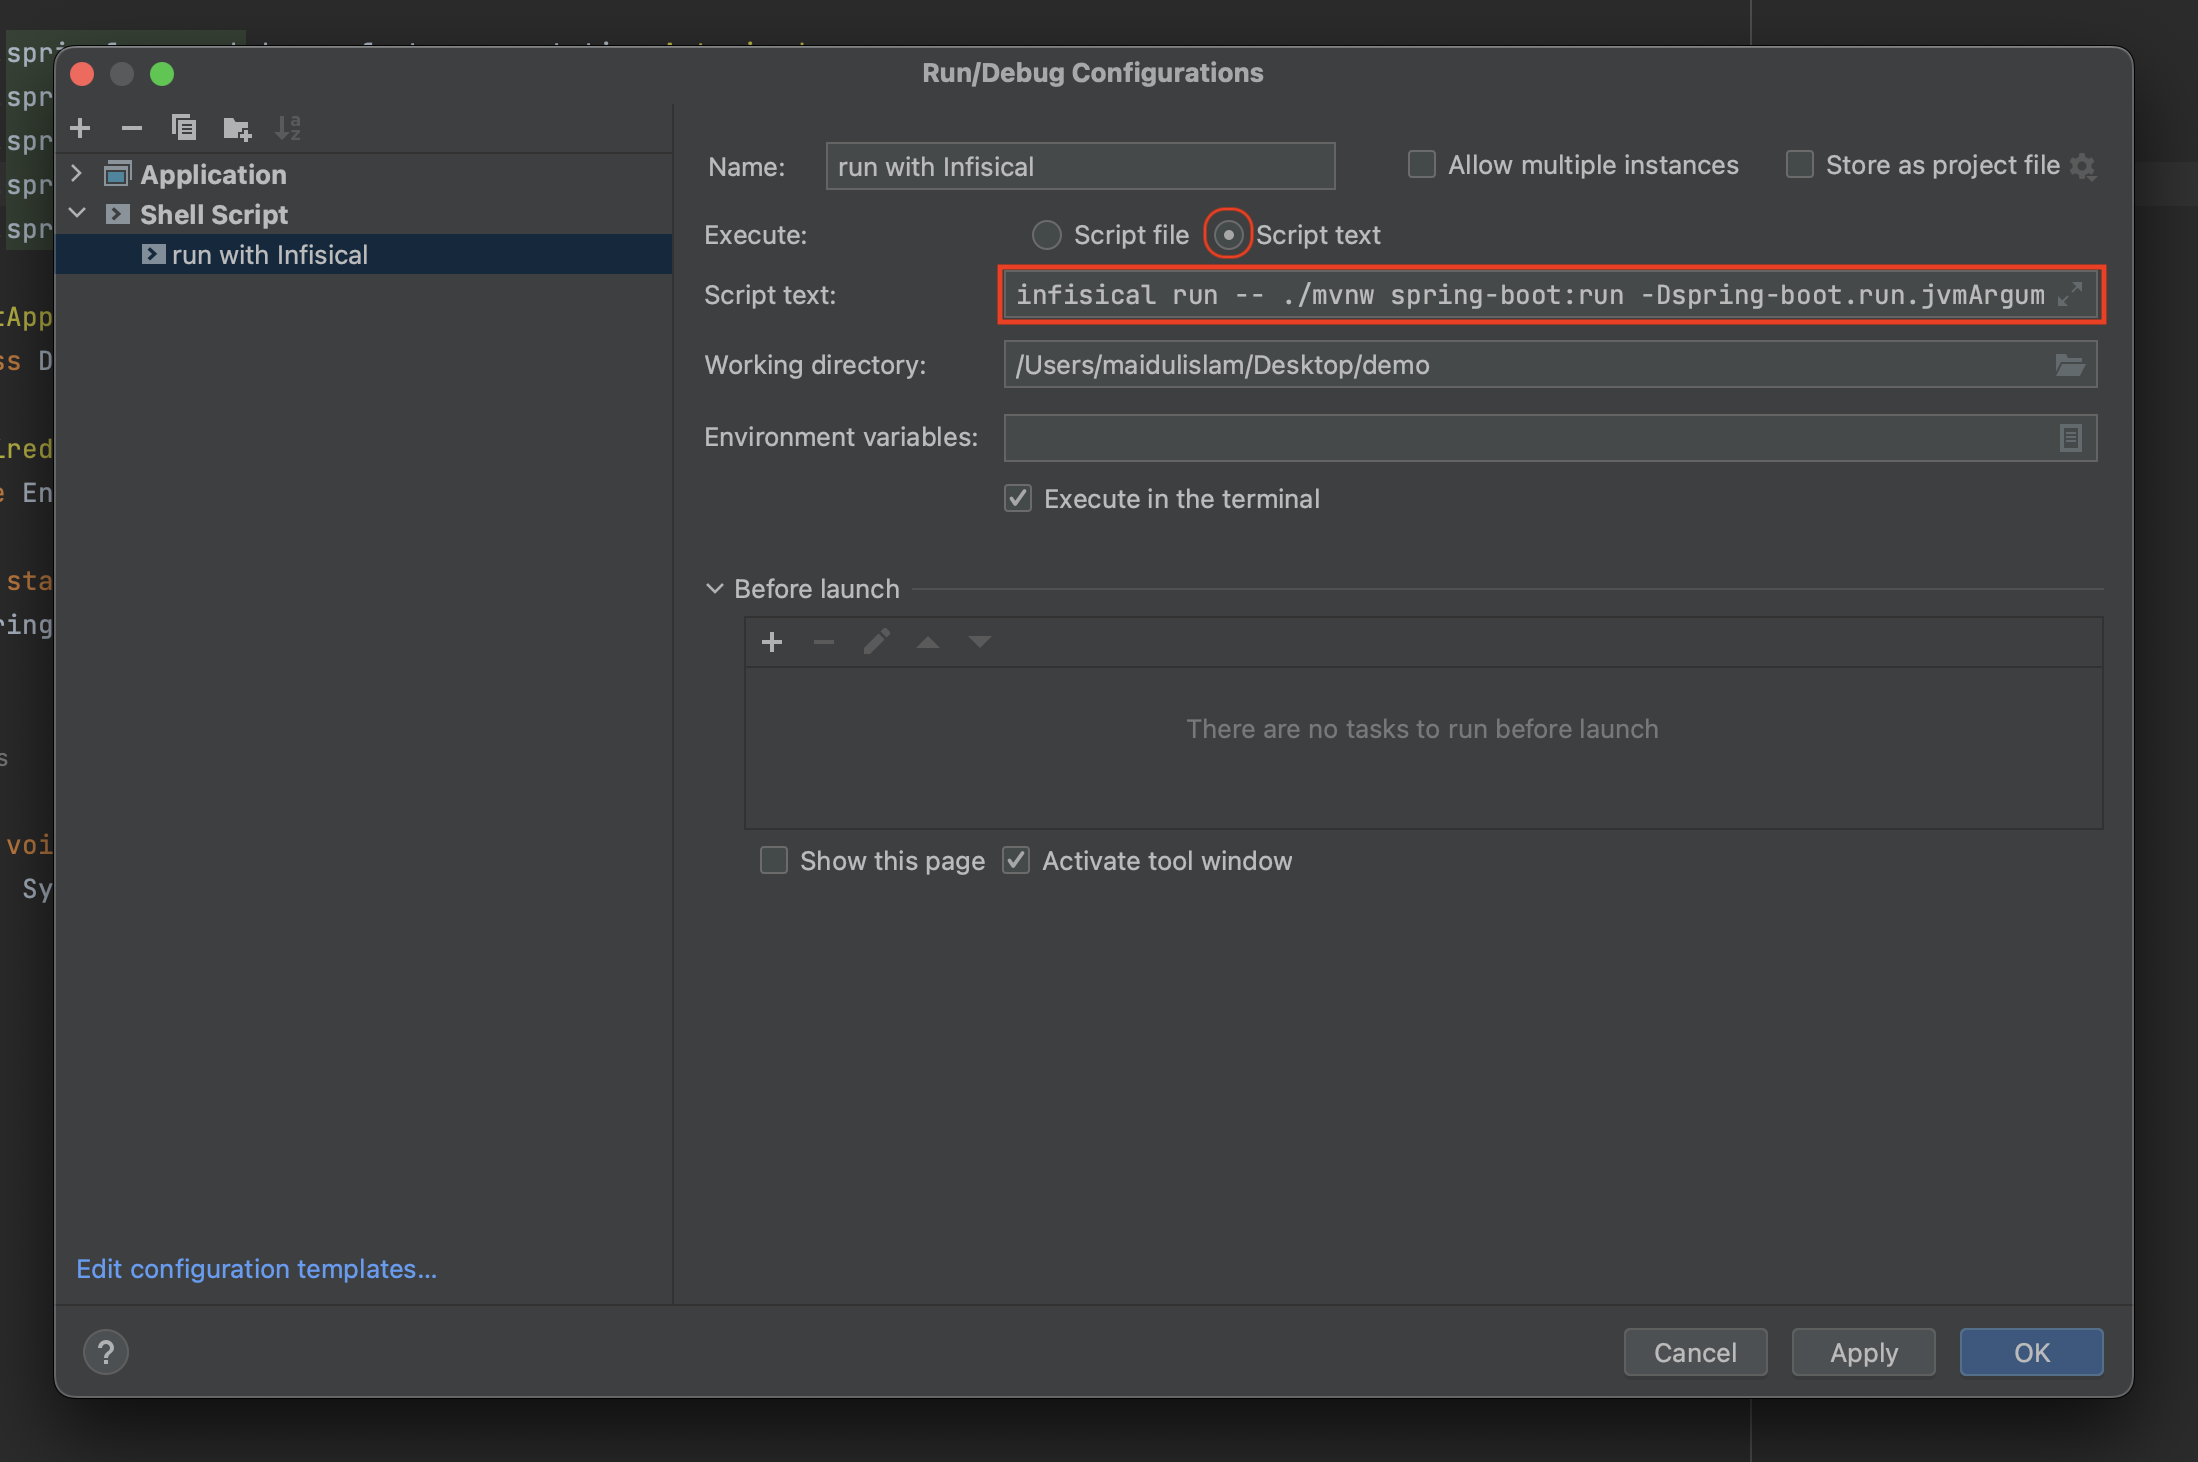 Run/Debug Configurations
Application
Shell Script
run with Infisical
Name: run with Infisical
Allow multiple instances
Store as project file
Execute: Script file Script text
Script text: infisical run -- ./mvnw spring-boot:run -Dspring-boot.run.jvmArgum
Working directory: /Users/maidulislam/Desktop/demo
Environment variables:
Execute in the terminal
Before launch
There are no tasks to run before launch
Show this page Activate tool window
Edit configuration templates...
? Cancel Apply OK
spr
spr
spr
spr
spr
tApp
ss D
ired
e En
sta
ring
s
voi
Sy